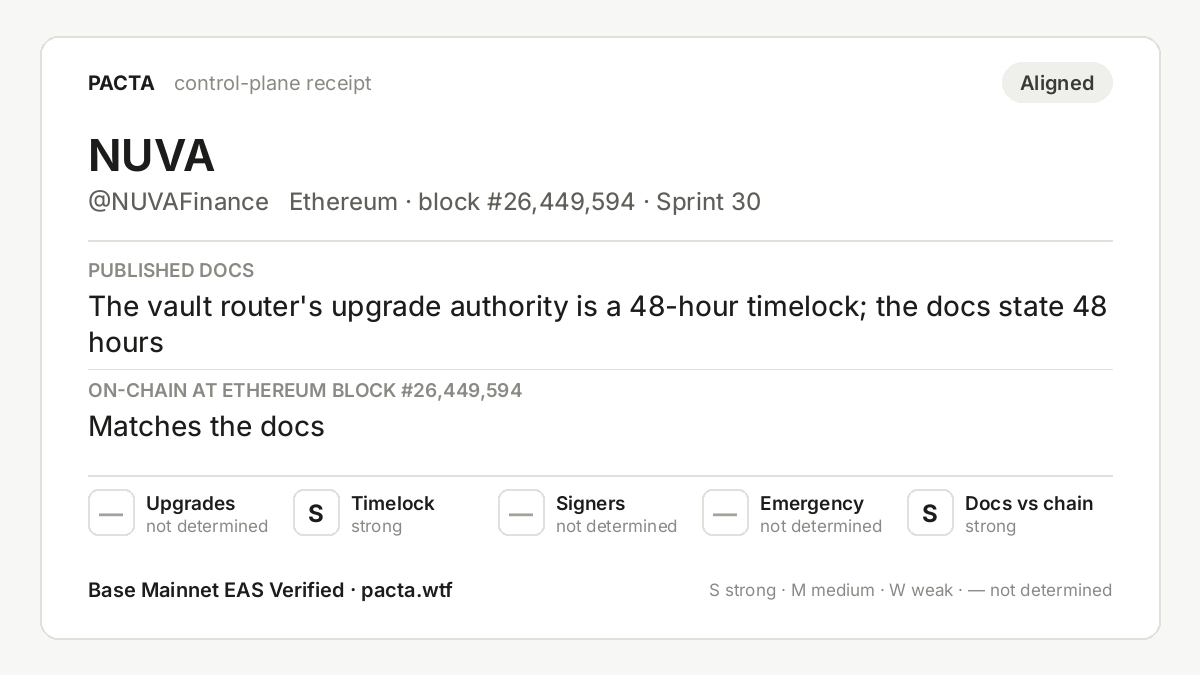 PACTA control-plane receipt
Aligned
NUVA
@NUVAFinance Ethereum · block #26,449,594 · Sprint 30
PUBLISHED DOCS
The vault router's upgrade authority is a 48-hour timelock; the docs state 48
hours
ON-CHAIN AT ETHEREUM BLOCK #26,449,594
Matches the docs
— Upgrades
not determined
S Timelock
strong
— Signers
not determined
— Emergency
not determined
S Docs vs chain
strong
Base Mainnet EAS Verified · pacta.wtf
S strong · M medium · W weak · — not determined